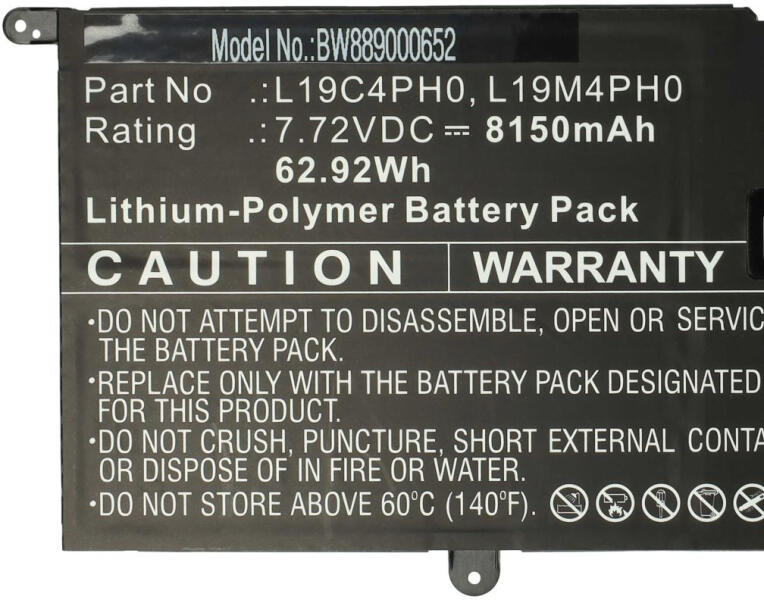 Model No.:BW889000652
Part No .:L19C4PH0, L19M4PH0
Rating .:7.72VDC ⎓ 8150mAh
62.92Wh
Lithium-Polymer Battery Pack
CAUTION WARRANTY
•DO NOT ATTEMPT TO DISASSEMBLE, OPEN OR SERVIC
THE BATTERY PACK.
•REPLACE ONLY WITH THE BATTERY PACK DESIGNATED
FOR THIS PRODUCT.
•DO NOT CRUSH, PUNCTURE, SHORT EXTERNAL CONTA
OR DISPOSE OF IN FIRE OR WATER.
•DO NOT STORE ABOVE 60°C (140°F).